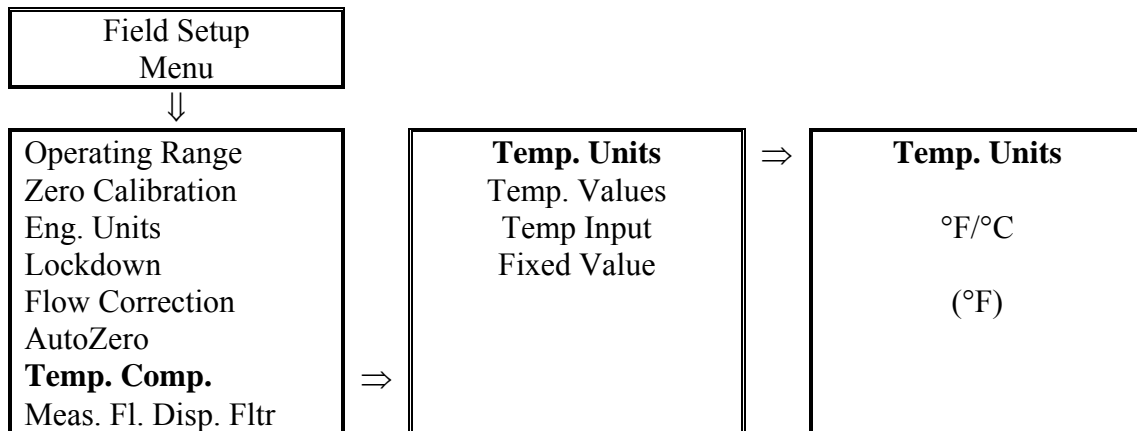 Field Setup
Menu
⇓
Operating Range
Zero Calibration
Eng. Units
Lockdown
Flow Correction
AutoZero
Temp. Comp.
Meas. Fl. Disp. Fltr
⇒
Temp. Units
Temp. Values
Temp Input
Fixed Value
⇒
Temp. Units
°F/°C
(°F)